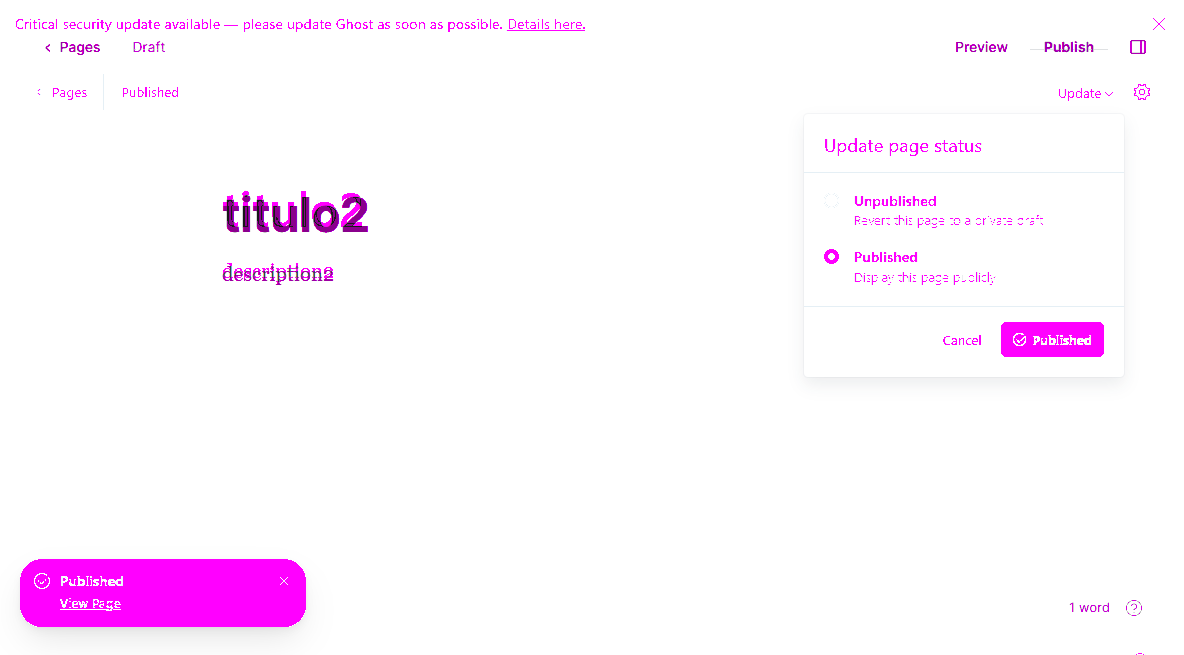 Critical security update available — please update Ghost as soon as possible. Details here.
Pages Draft Preview Publish
Pages Published Update
Update page status
titulo2
Unpublished
Revert this page to a private draft
description2
Published
Display this page publicly
Cancel Published
Published
View Page
1 word